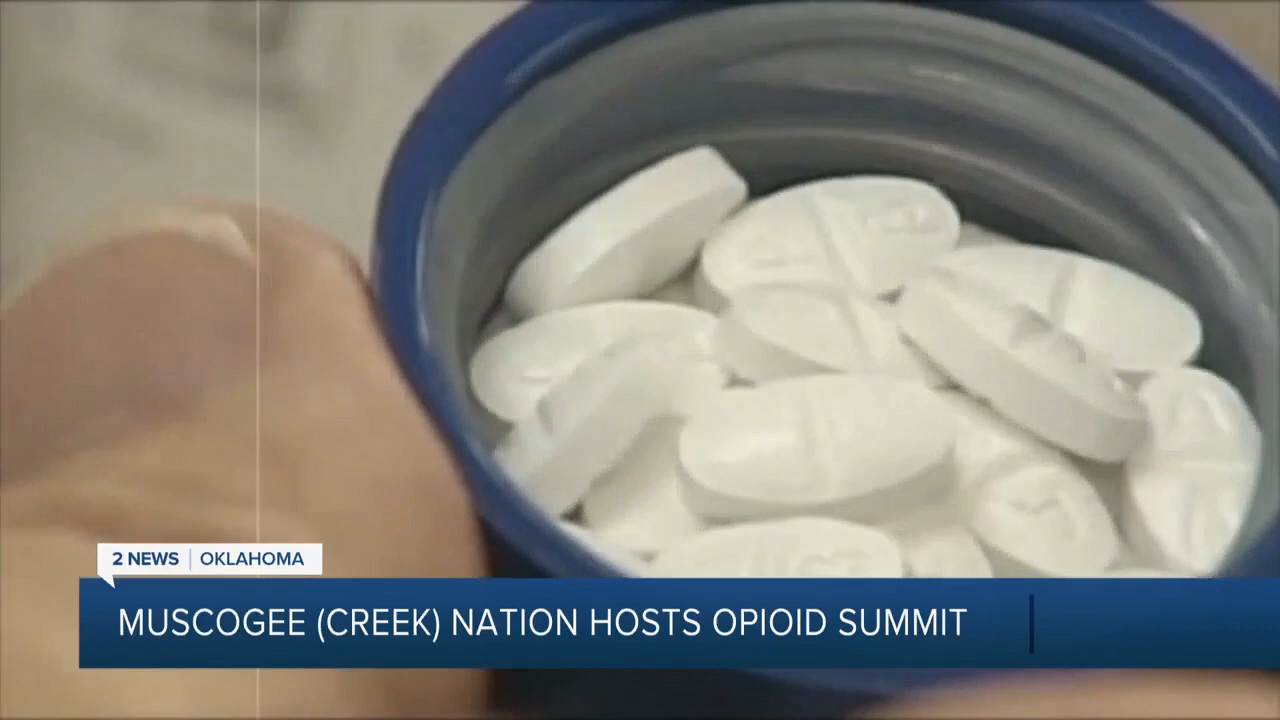 2 NEWS | OKLAHOMA
MUSCOGEE (CREEK) NATION HOSTS OPIOID SUMMIT